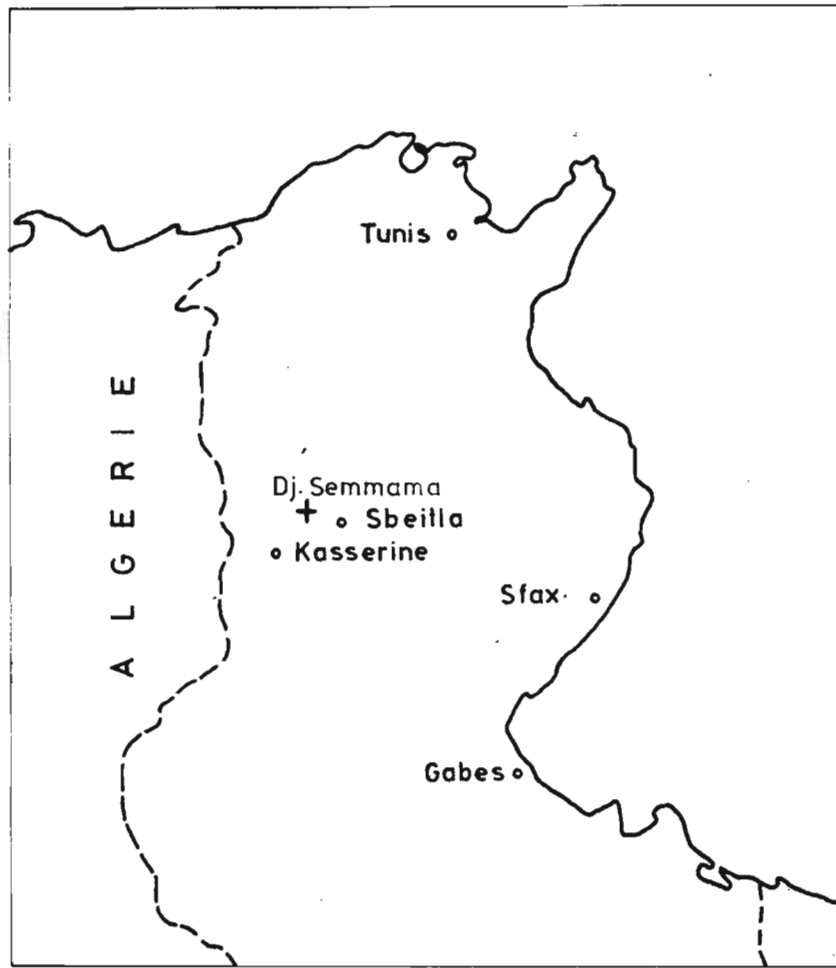 Tunis
ALGERIE
Dj. Semmama
Sbeitla
Kasserine
Sfax.
Gabes